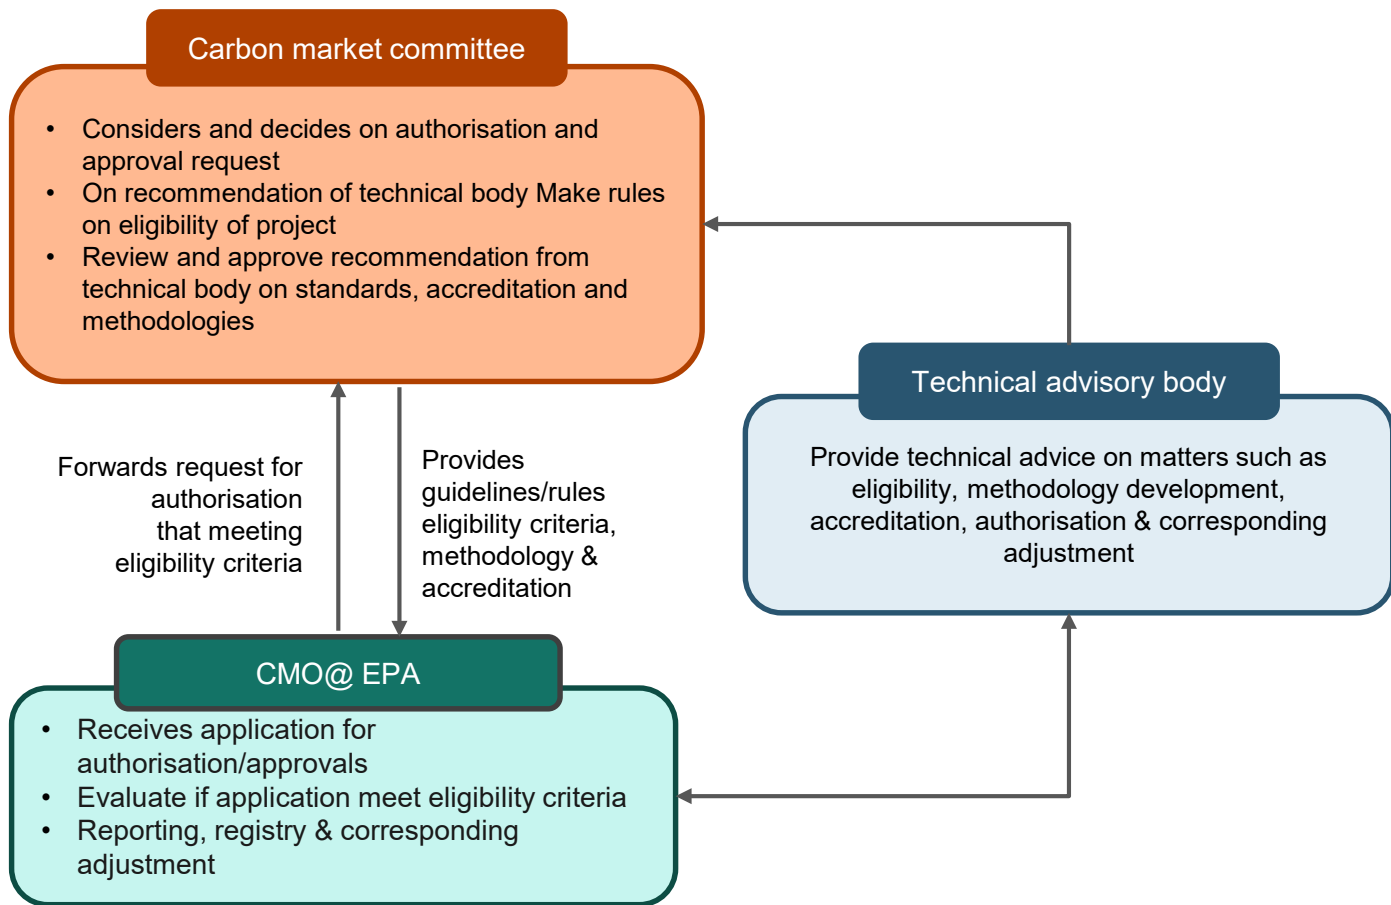 Carbon market committee
• Considers and decides on authorisation and
approval request
• On recommendation of technical body Make rules
on eligibility of project
• Review and approve recommendation from
technical body on standards, accreditation and
methodologies
Technical advisory body
Provide technical advice on matters such as
eligibility, methodology development,
accreditation, authorisation & corresponding
adjustment
Forwards request for
authorisation
that meeting
eligibility criteria
Provides
guidelines/rules
eligibility criteria,
methodology &
accreditation
CMO@ EPA
• Receives application for
authorisation/approvals
• Evaluate if application meet eligibility criteria
• Reporting, registry & corresponding
adjustment